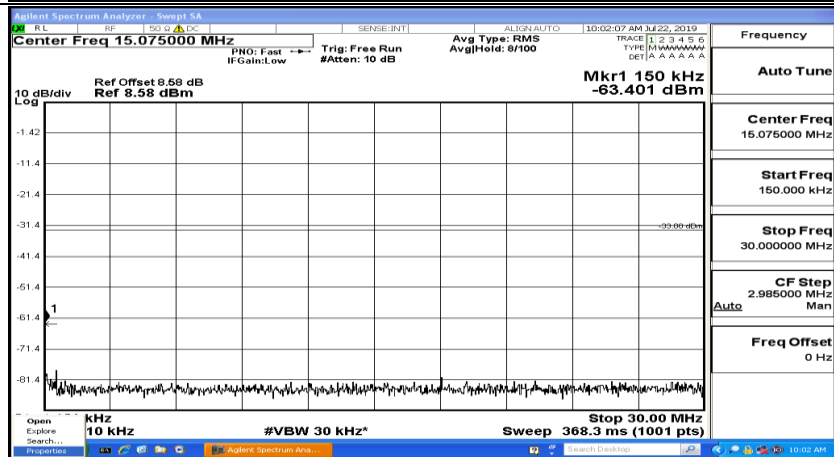 Agilent Spectrum Analyzer - Swept SA
RL RF 50 Ω DC SENSE:INT ALIGN AUTO 10:02:07 AM Jul 22, 2019
Center Freq 15.075000 MHz
PNO: Fast
IFGain:Low
Trig: Free Run
#Atten: 10 dB
Avg Type: RMS
Avg|Hold: 8/100
TRACE 1 2 3 4 5 6
TYPE M WWWWW
DET A A A A A A
Frequency
Auto Tune
Ref Offset 8.58 dB
10 dB/div Ref 8.58 dBm
Log
Mkr1 150 kHz
-63.401 dBm
-1.42
-11.4
-21.4
-31.4
-41.4
-51.4
-61.4
-71.4
-81.4
-33.00 dBm
1
Center Freq
15.075000 MHz
Start Freq
150.000 kHz
Stop Freq
30.000000 MHz
CF Step
2.985000 MHz
Auto Man
Freq Offset
0 Hz
kHz Stop 30.00 MHz
10 kHz #VBW 30 kHz* Sweep 368.3 ms (1001 pts)
Open
Explore
Search...
Properties
Agilent Spectrum Ana...
Search Desktop
10:02 AM